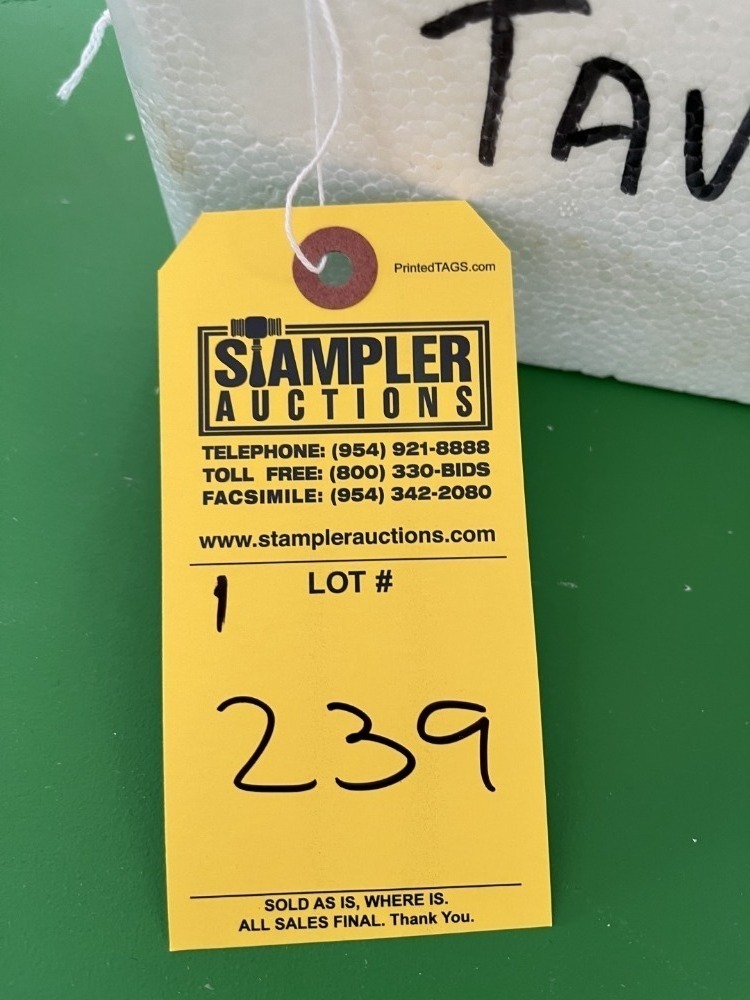 TAV
PrintedTAGS.com
STAMPLER
AUCTIONS
TELEPHONE: (954) 921-8888
TOLL FREE: (800) 330-BIDS
FACSIMILE: (954) 342-2080
www.stamplerauctions.com
LOT #
1
239
SOLD AS IS, WHERE IS.
ALL SALES FINAL. Thank You.